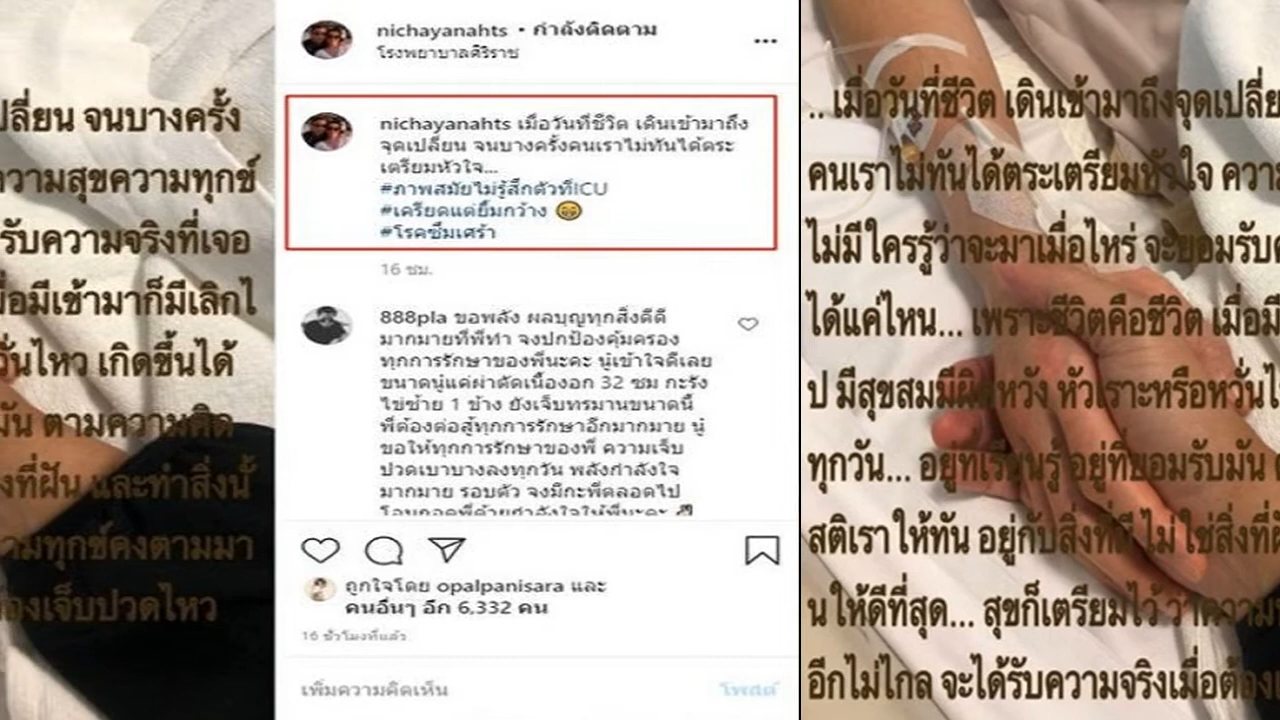 ปลี่ยน จนบางครั้ง
ความสุขความทุกข์
รับความจริงที่เจอ
มื่อมีเข้ามาก็มีเลิกไ
วั่นไหว เกิดขึ้นได้
มัน ตามความคิด
งที่ฝัน และทำสิ่งนั้
ามทุกข์คงตามมา
้องเจ็บปวดไหว
nichayanahts • กำลังติดตาม
โรงพยาบาลศิริราช
nichayanahts เมื่อวันที่ชีวิต เดินเข้ามาถึง
จุดเปลี่ยน จนบางครั้งคนเราไม่ทันได้ตระ
เตรียมหัวใจ...
#ภาพสมัยไม่รู้สึกตัวที่ICU
#เครียดแต่ยิ้มกว้าง 😁
#โรคซึมเศร้า
16 ชม.
888pla ขอพลัง ผลบุญทุกสิ่งดีดี
มากมายที่พี่ทำ จงปกป้องคุ้มครอง
ทุกการรักษาของพี่นะคะ นู๋เข้าใจดีเลย
ขนาดนู๋แค่ผ่าตัดเนื้องอก 32 ซม กะรัง
ไข่ซ้าย 1 ข้าง ยังเจ็บทรมานขนาดนี้
พี่ต้องต่อสู้ทุกการรักษาอีกมากมาย นู๋
ขอให้ทุกการรักษาของพี่ ความเจ็บ
ปวดเบาบางลงทุกวัน พลังกำลังใจ
มากมาย รอบตัว จงมีกะพี่ตลอดไป
โอบกอดพี่ด้วยกำลังใจให้พี่นะคะ
ถูกใจโดย opalpanisara และ
คนอื่นๆ อีก 6,332 คน
16 ชั่วโมงที่แล้ว
เพิ่มความคิดเห็น
โพสต์
.. เมื่อวันที่ชีวิต เดินเข้ามาถึงจุดเปลี่ย
คนเราไม่ทันได้ตระเตรียมหัวใจ ความ
ไม่มีใครรู้ว่าจะมาเมื่อไหร่ จะยอมรับค
ได้แค่ไหน... เพราะชีวิตคือชีวิต เมื่อมี
ป มีสุขสมมีผิดหวัง หัวเราะหรือหวั่นไ
ทุกวัน... อยู่ที่เรียนรู้ อยู่ที่ยอมรับมัน
สติเราให้ทัน อยู่กับสิ่งที่มี ไม่ใช่สิ่งที่ฝ
นให้ดีที่สุด... สุขก็เตรียมไว้ ว่าความ
อีกไม่ไกล จะได้รับความจริงเมื่อต้อง